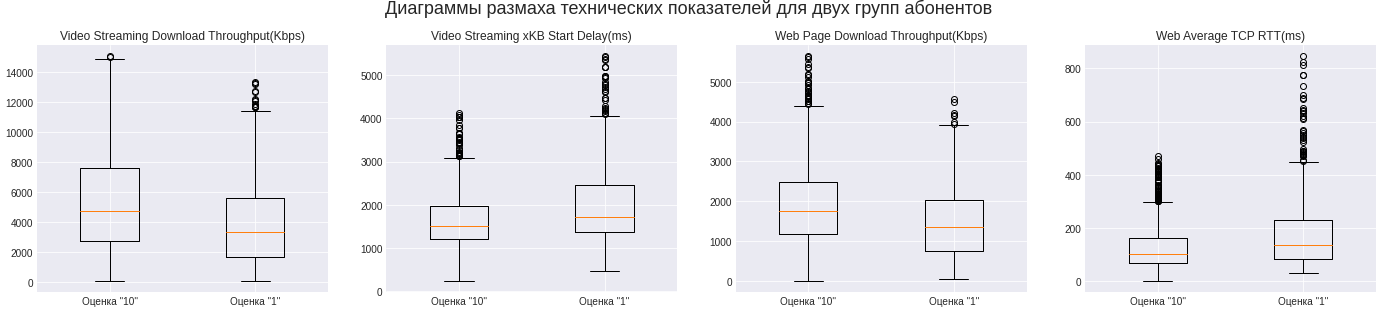 Диаграммы размаха технических показателей для двух групп абонентов
Video Streaming Download Throughput(Kbps)
14000
12000
10000
8000
6000
4000
2000
0
Оценка "10"
Оценка "1"
Video Streaming xKB Start Delay(ms)
5000
4000
3000
2000
1000
0
Оценка "10"
Оценка "1"
Web Page Download Throughput(Kbps)
5000
4000
3000
2000
1000
0
Оценка "10"
Оценка "1"
Web Average TCP RTT(ms)
800
600
400
200
0
Оценка "10"
Оценка "1"